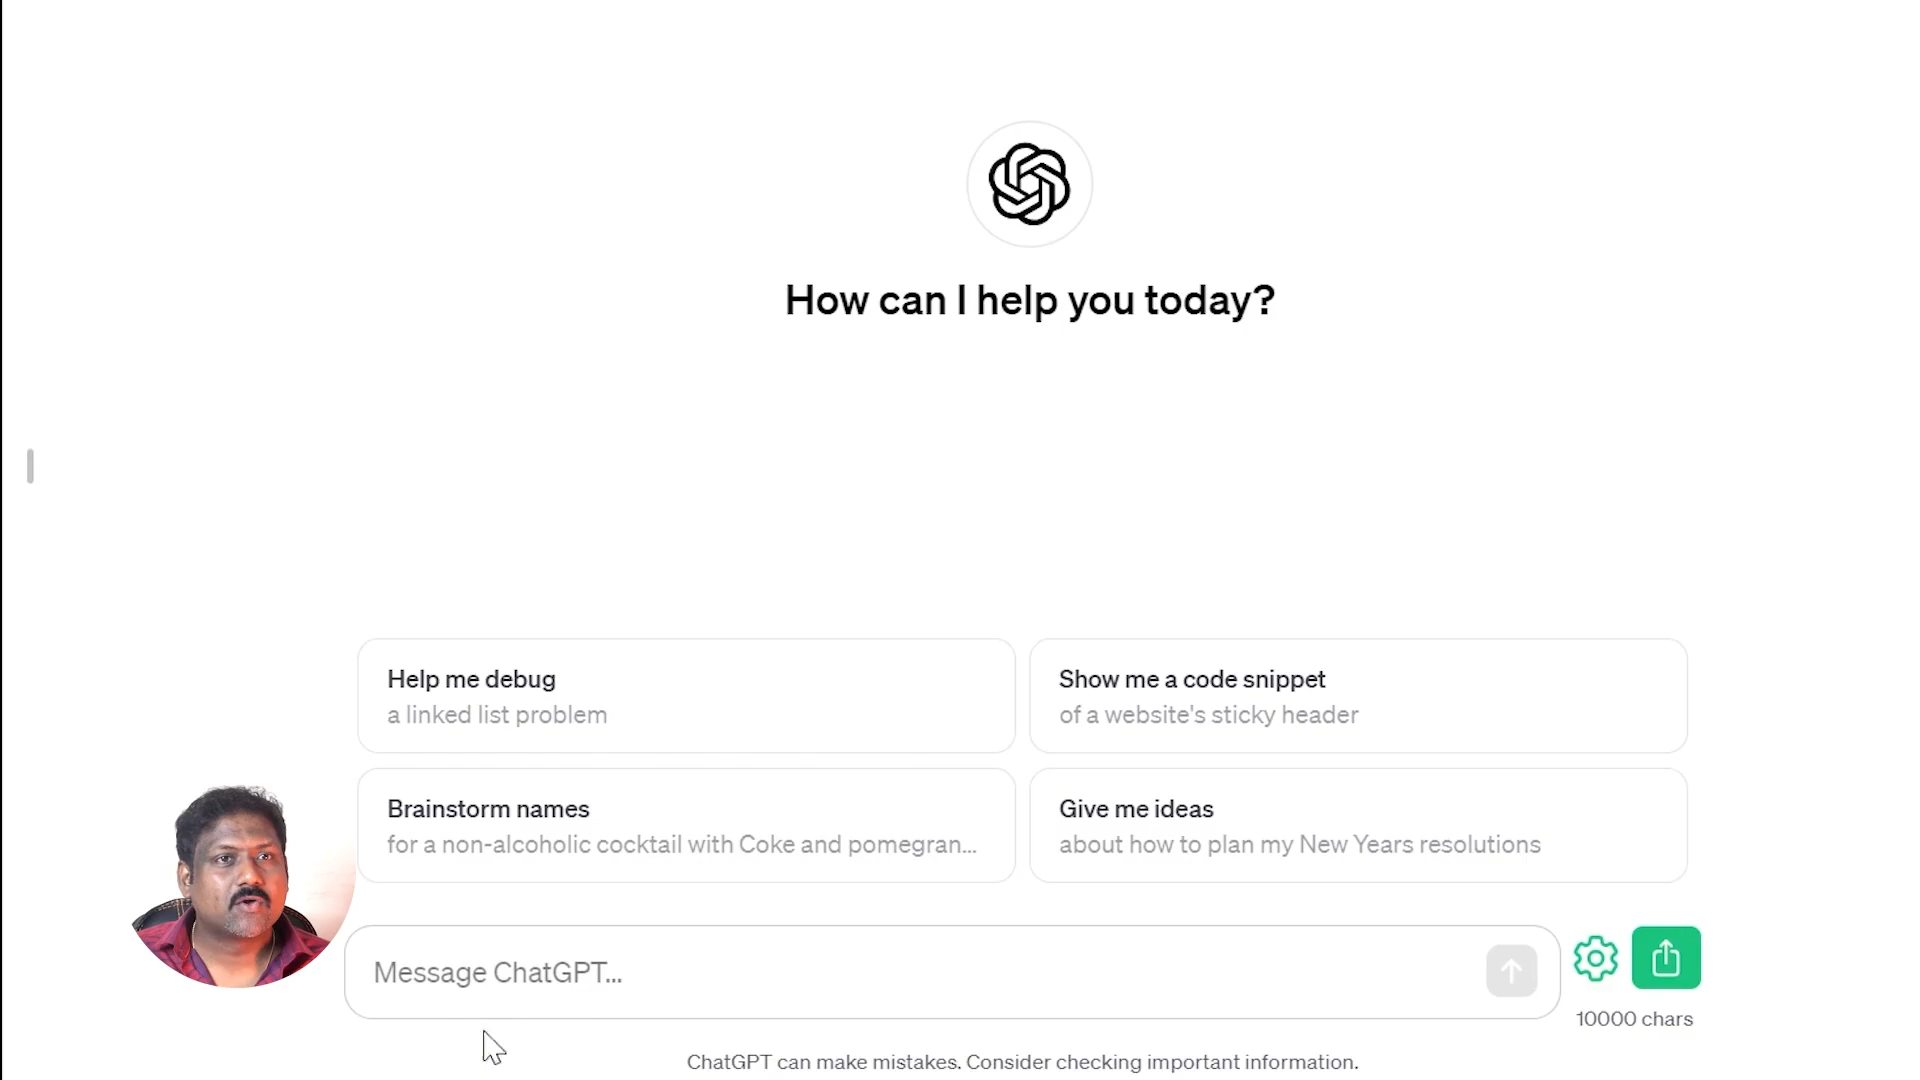 How can I help you today?
Help me debug
a linked list problem
Show me a code snippet
of a website's sticky header
Brainstorm names
for a non-alcoholic cocktail with Coke and pomegran...
Give me ideas
about how to plan my New Years resolutions
Message ChatGPT...
10000 chars
ChatGPT can make mistakes. Consider checking important information.